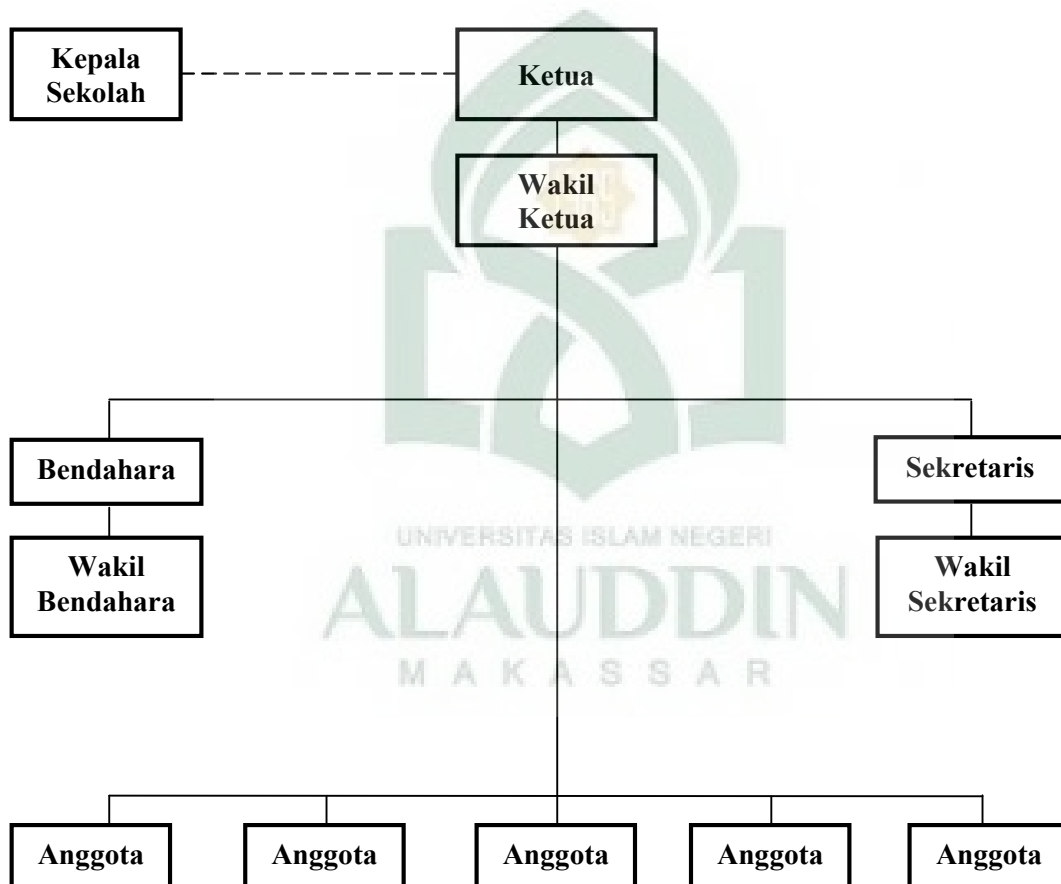 Kepala
Sekolah
Ketua
Wakil
Ketua
Bendahara
Sekretaris
UNIVERSITAS ISLAM NEGERI
Wakil
Bendahara
Wakil
Sekretaris
ALAUDDIN
MAKASSAR
Anggota
Anggota
Anggota
Anggota
Anggota